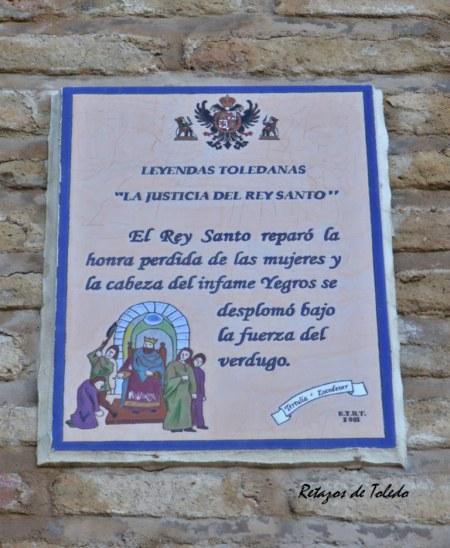 LEYENDAS TOLEDANAS
"LA JUSTICIA DEL REY SANTO"
El Rey Santo reparó la
honra perdida de las mujeres y
la cabeza del infame Yegros se
desplomó bajo
la fuerza del
verdugo.
Tertulia
Retazos de Toledo